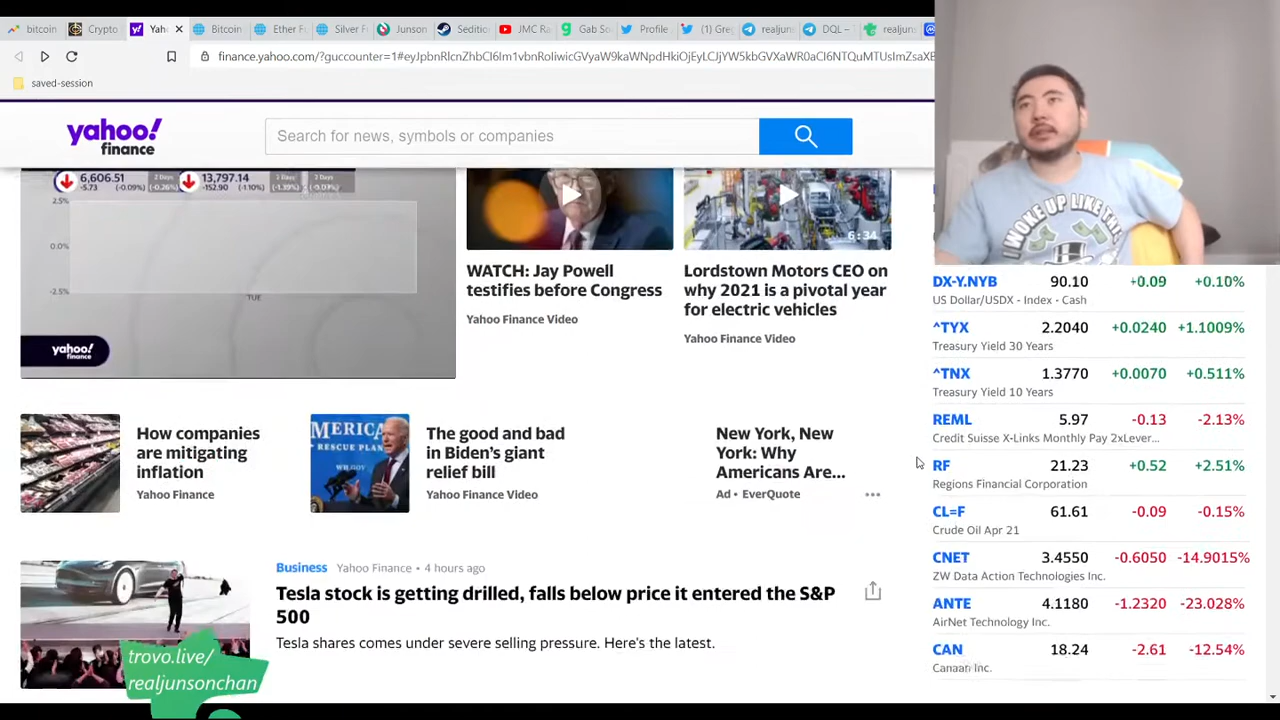 bitcoin
Crypto
Yah
Bitcoin
Ether F
Silver F
Junson
Seditio
JMC Ra
Gab So
Profile
(1) Gre
realjun
DQL –
realjun
saved-session
yahoo!
finance
Search for news, symbols or companies
6,606.51
-5.73 (-0.09%)
2 Days
(-0.26%)
13,797.14
-152.90 (-1.10%)
2.5%
0.0%
-2.5%
TUE
yahoo!
finance
WATCH: Jay Powell
testifies before Congress
Yahoo Finance Video
6:34
Lordstown Motors CEO on
why 2021 is a pivotal year
for electric vehicles
Yahoo Finance Video
How companies
are mitigating
inflation
Yahoo Finance
MERICA
RESCUE PLAN
WH.GOV
The good and bad
in Biden's giant
relief bill
Yahoo Finance Video
New York, New
York: Why
Americans Are...
Ad • EverQuote
Business Yahoo Finance • 4 hours ago
Tesla stock is getting drilled, falls below price it entered the S&P
500
Tesla shares comes under severe selling pressure. Here's the latest.
trovo.live/
realjunsonchan
I WOKE UP LIKE THIS
DX-Y.NYB 90.10 +0.09 +0.10%
US Dollar/USDX - Index - Cash
^TYX 2.2040 +0.0240 +1.1009%
Treasury Yield 30 Years
^TNX 1.3770 +0.0070 +0.511%
Treasury Yield 10 Years
REML 5.97 -0.13 -2.13%
Credit Suisse X-Links Monthly Pay 2xLever...
RF 21.23 +0.52 +2.51%
Regions Financial Corporation
CL=F 61.61 -0.09 -0.15%
Crude Oil Apr 21
CNET 3.4550 -0.6050 -14.9015%
ZW Data Action Technologies Inc.
ANTE 4.1180 -1.2320 -23.028%
AirNet Technology Inc.
CAN 18.24 -2.61 -12.54%
Canaan Inc.